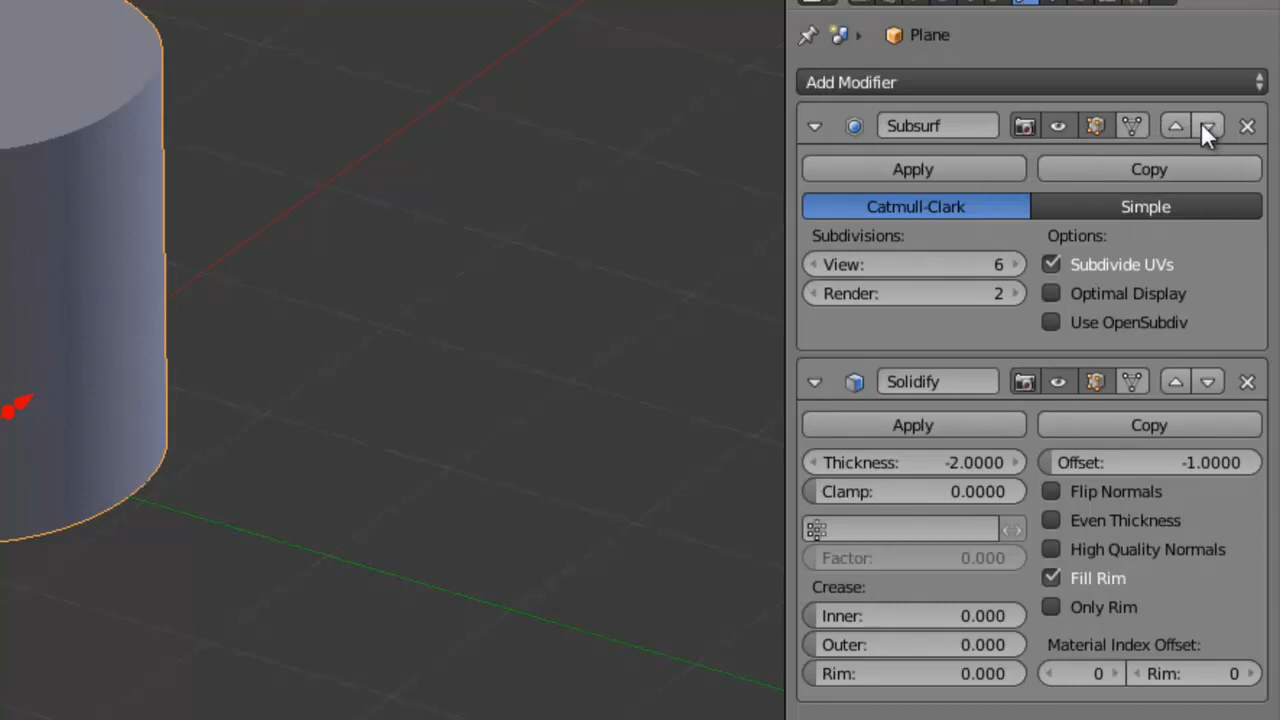 Plane
Add Modifier
Subsurf
Apply Copy
Catmull-Clark Simple
Subdivisions: Options:
View: 6 Subdivide UVs
Render: 2 Optimal Display
Use OpenSubdiv
Solidify
Apply Copy
Thickness: -2.0000 Offset: -1.0000
Clamp: 0.0000 Flip Normals
Even Thickness
High Quality Normals
Factor: 0.000
Fill Rim
Crease:
Only Rim
Inner: 0.000
Outer: 0.000 Material Index Offset:
Rim: 0.000 0 Rim: 0